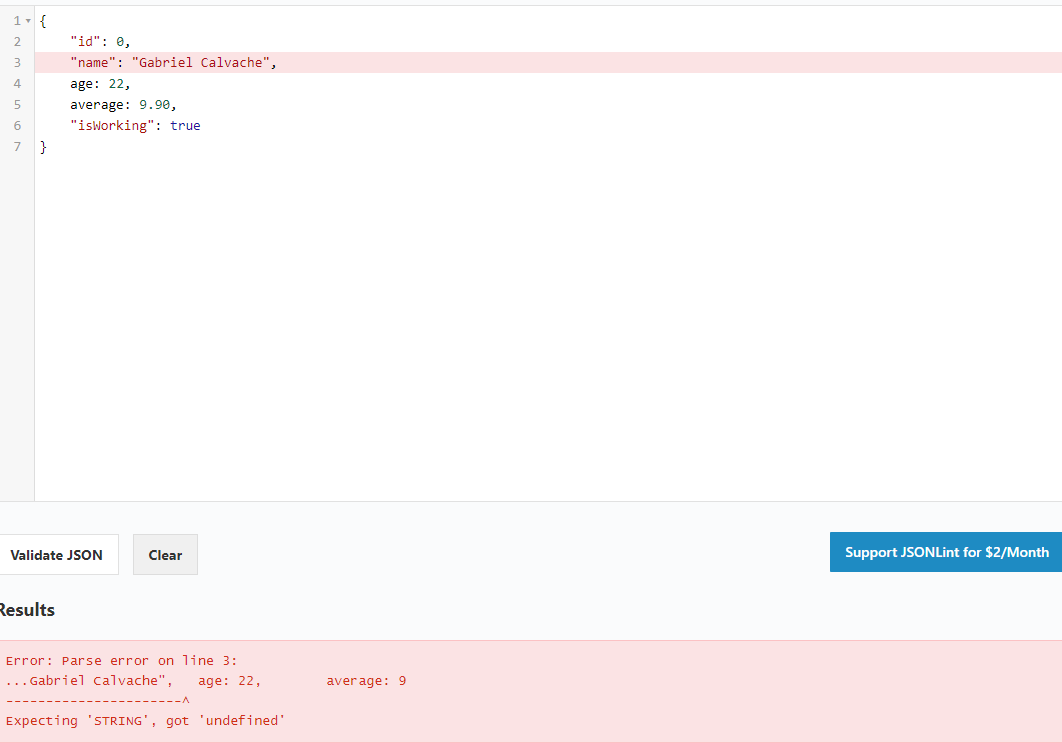 1 {
2 "id": 0,
3 "name": "Gabriel Calvache",
4 age: 22,
5 average: 9.90,
6 "isWorking": true
7 }
Validate JSON Clear Support JSONLint for $2/Month
Results
Error: Parse error on line 3:
...Gabriel Calvache", age: 22, average: 9
----------------------^
Expecting 'STRING', got 'undefined'